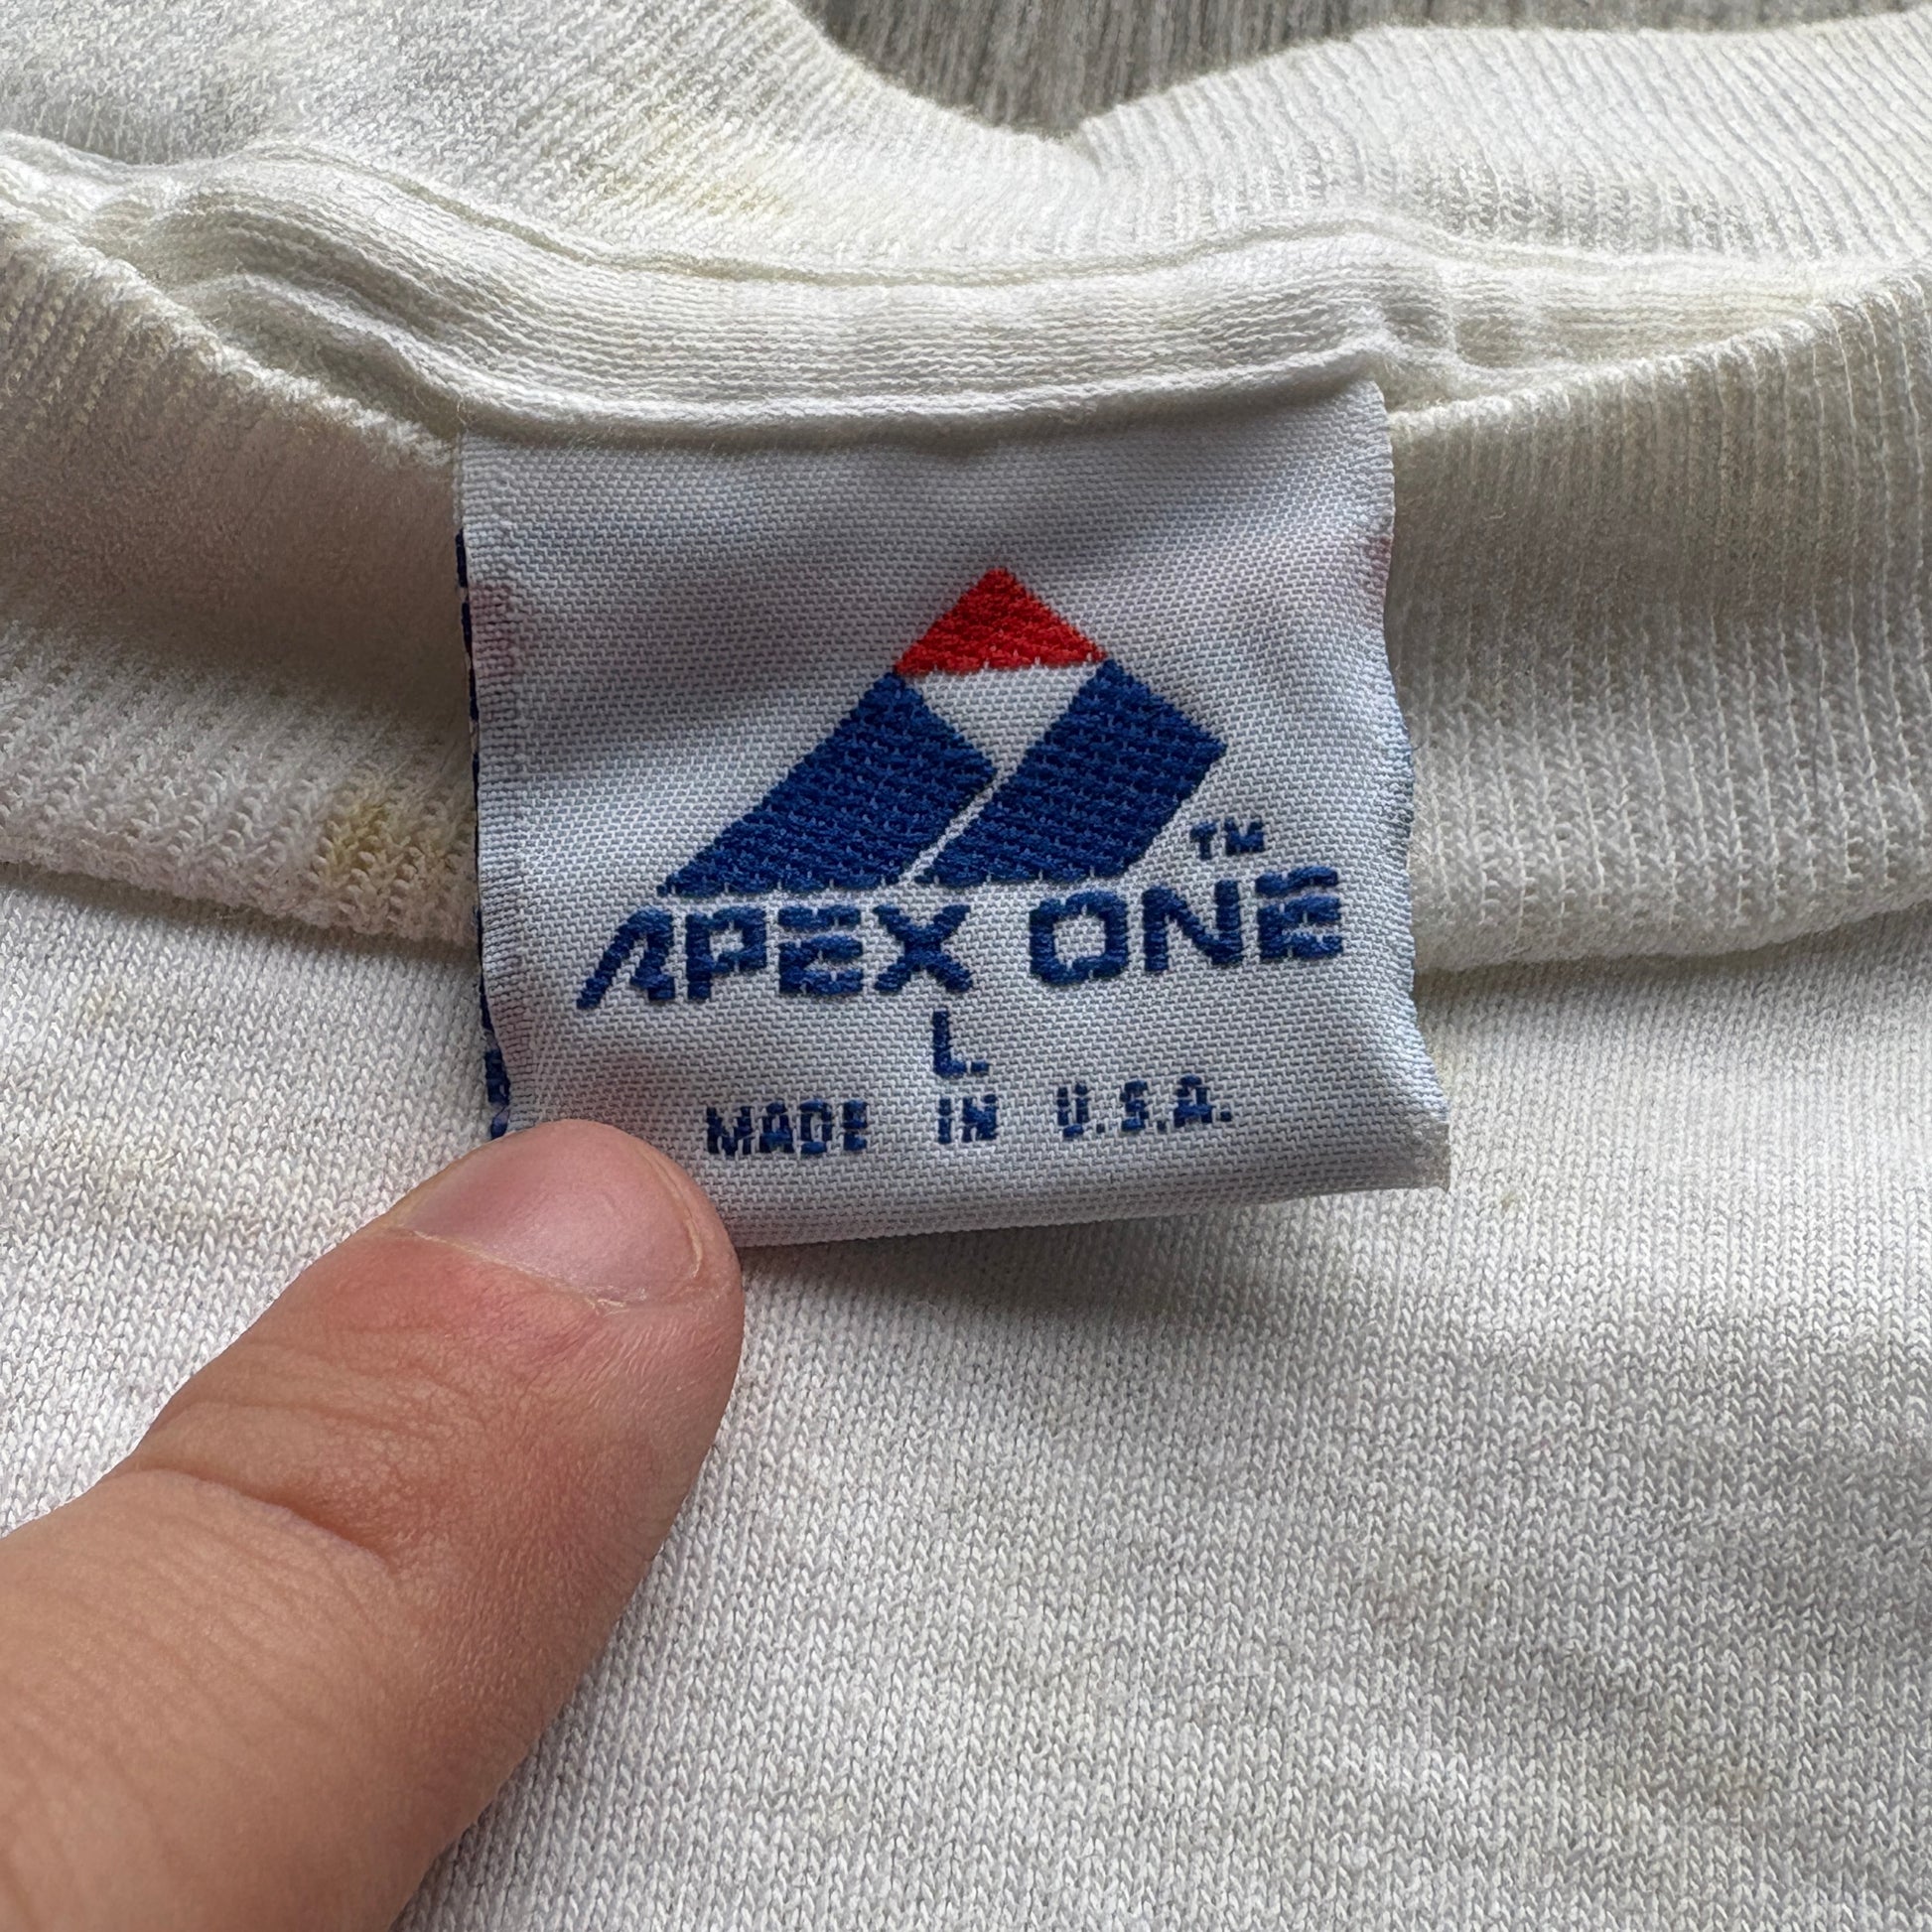 TM
APEX ONE
L
MADE IN U.S.A.